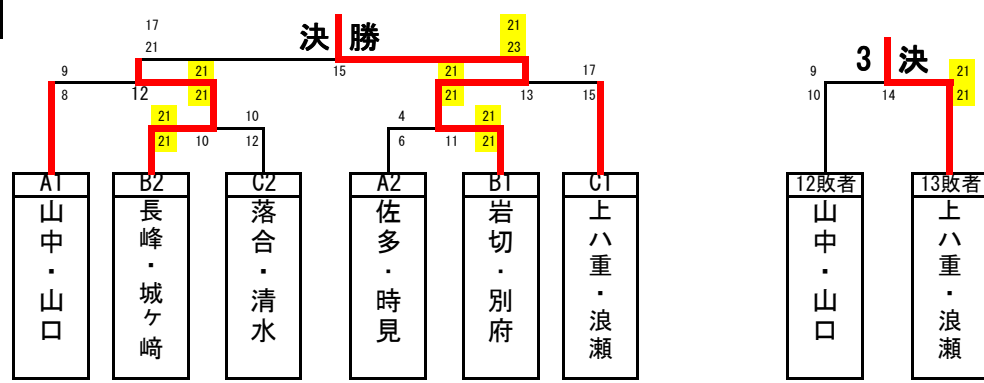 17 決 勝 21
21 23
9 21 15 21 17
8 12 21 21 13 15
21 10 4 21
21 10 12 6 11 21
A1 B2 C2 A2 B1 C1
山中・山口
長峰・城ケ﨑
落合・清水
佐多・時見
岩切・別府
上ハ重・浪瀬
3 決
9 21
10 14 21
12敗者 13敗者
山中・山口
上ハ重・浪瀬